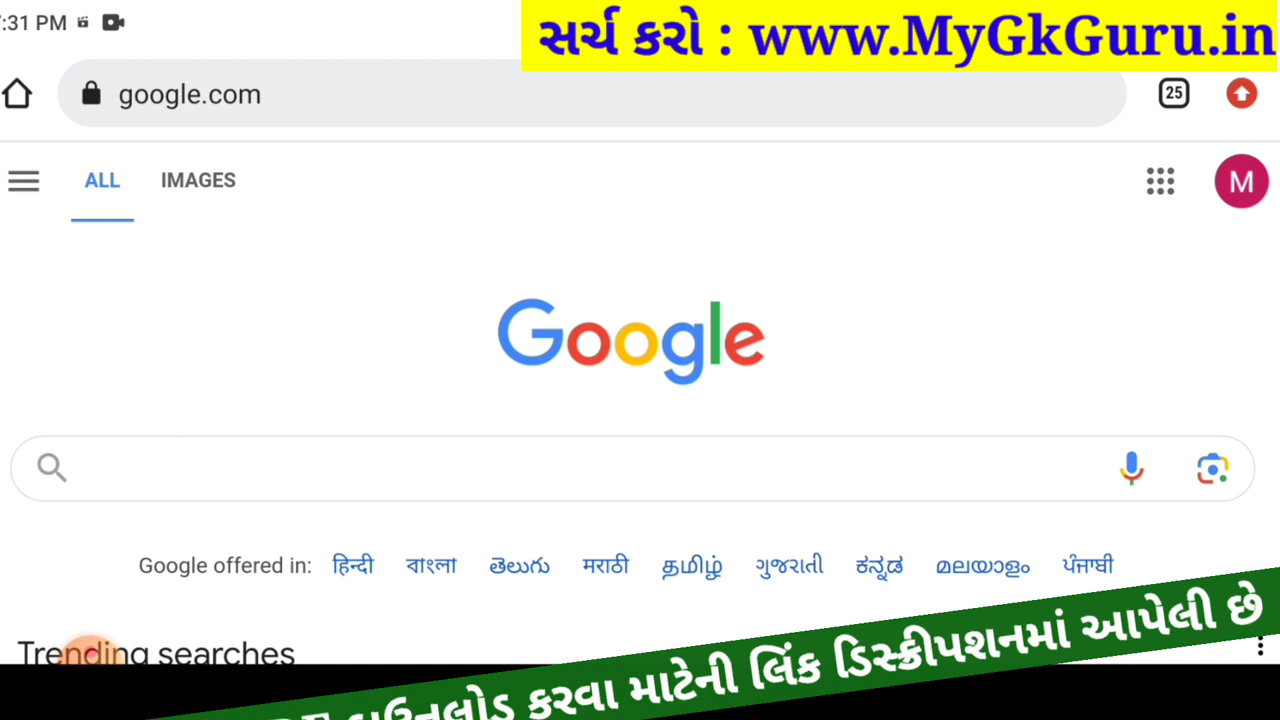 :31 PM
સર્ચ કરો : www.MyGkGuru.in
google.com
25
ALL IMAGES
M
Google
Google offered in: हिन्दी বাংলা తెలుగు मराठी தமிழ் ગુજરાતી ಕನ್ನಡ മലയാളം ਪੰਜਾਬੀ
Trending searches
ડાઉનલોડ કરવા માટેની લિંક ડિસ્ક્રીપશનમાં આપેલી છે